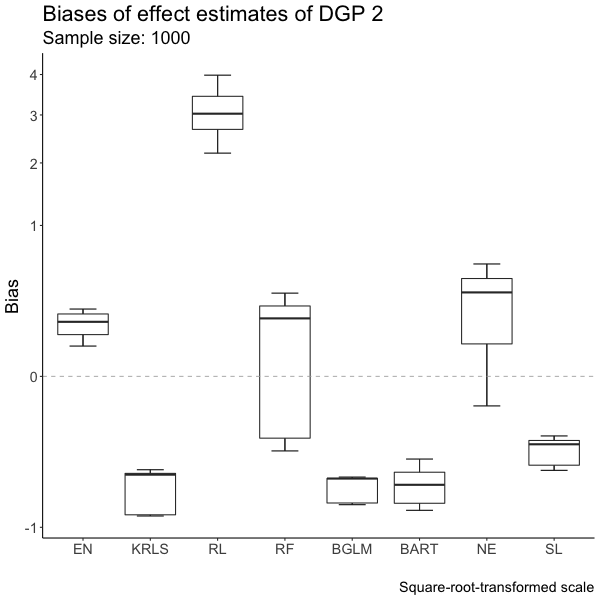 Biases of effect estimates of DGP 2
Sample size: 1000
Bias
4
3
2
1
0
-1
EN KRLS RL RF BGLM BART NE SL
Square-root-transformed scale